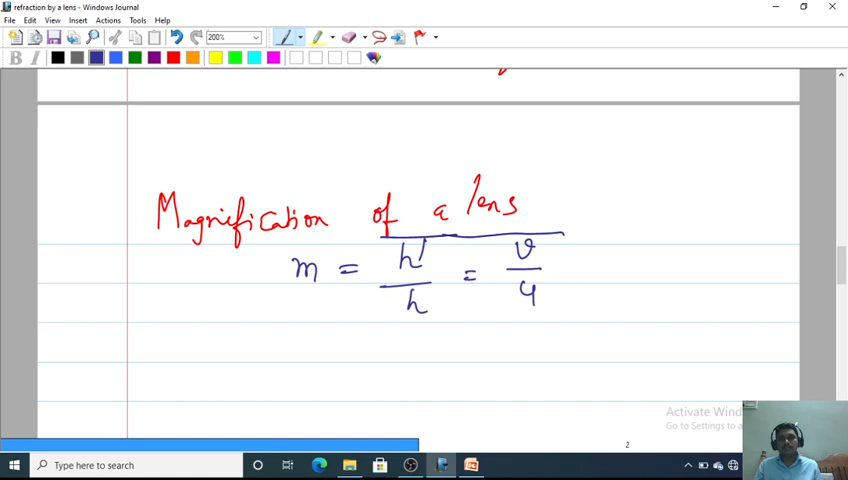 refraction by a lens - Windows Journal
File Edit View Insert Actions Tools Help
200%
B I
Magnification of a lens
m = h'/h = v/u
2
Activate Wind
Go to Settings to a
Type here to search